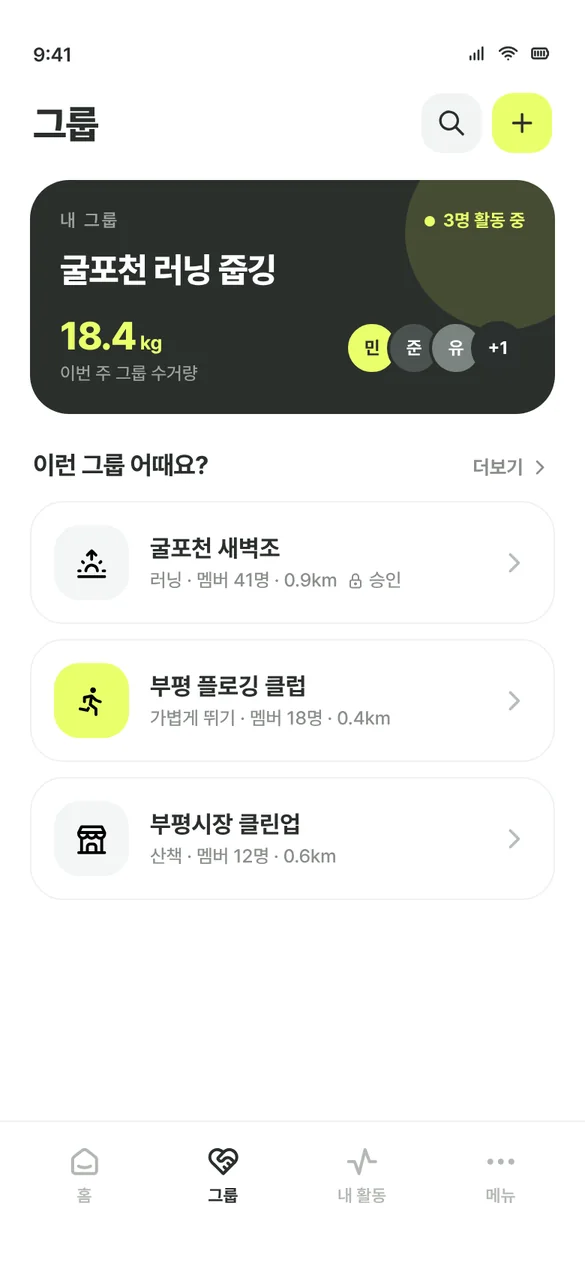 9:41
그룹
내 그룹
3명 활동 중
굴포천 러닝 줍깅
18.4 kg
이번 주 그룹 수거량
민 준 유 +1
이런 그룹 어때요?
더보기
굴포천 새벽조
러닝 · 멤버 41명 · 0.9km 승인
부평 플로깅 클럽
가볍게 뛰기 · 멤버 18명 · 0.4km
부평시장 클린업
산책 · 멤버 12명 · 0.6km
홈 그룹 내 활동 메뉴